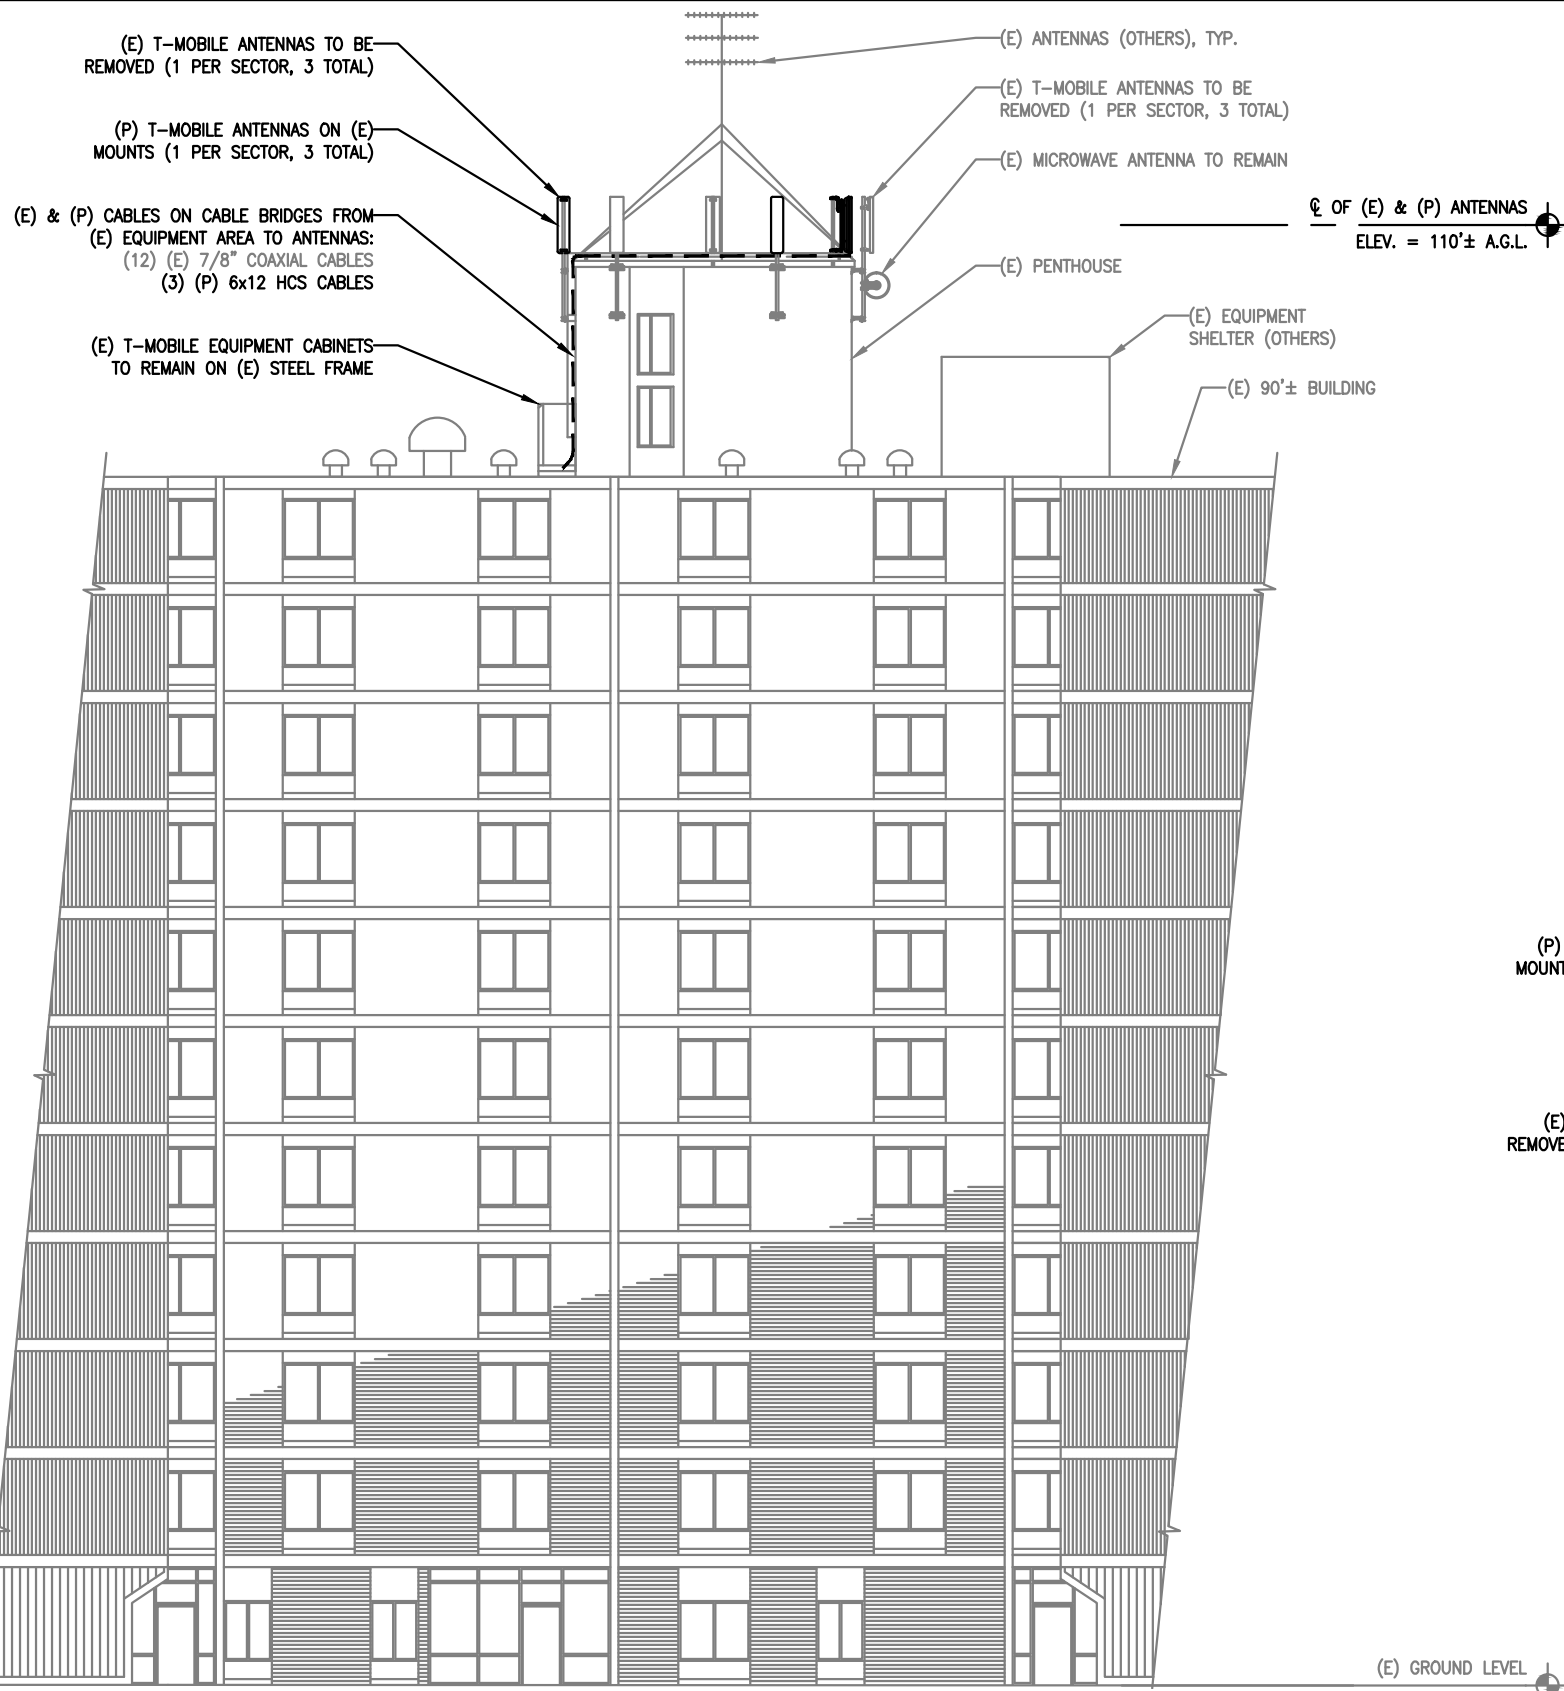 (E) T-MOBILE ANTENNAS TO BE
REMOVED (1 PER SECTOR, 3 TOTAL)
(P) T-MOBILE ANTENNAS ON (E)
MOUNTS (1 PER SECTOR, 3 TOTAL)
(E) & (P) CABLES ON CABLE BRIDGES FROM
(E) EQUIPMENT AREA TO ANTENNAS:
(12) (E) 7/8" COAXIAL CABLES
(3) (P) 6x12 HCS CABLES
(E) T-MOBILE EQUIPMENT CABINETS
TO REMAIN ON (E) STEEL FRAME
(E) ANTENNAS (OTHERS), TYP.
(E) T-MOBILE ANTENNAS TO BE
REMOVED (1 PER SECTOR, 3 TOTAL)
(E) MICROWAVE ANTENNA TO REMAIN
℄ OF (E) & (P) ANTENNAS
ELEV. = 110'± A.G.L.
(E) PENTHOUSE
(E) EQUIPMENT
SHELTER (OTHERS)
(E) 90'± BUILDING
(P)
MOUNT
(E)
REMOVE
(E) GROUND LEVEL